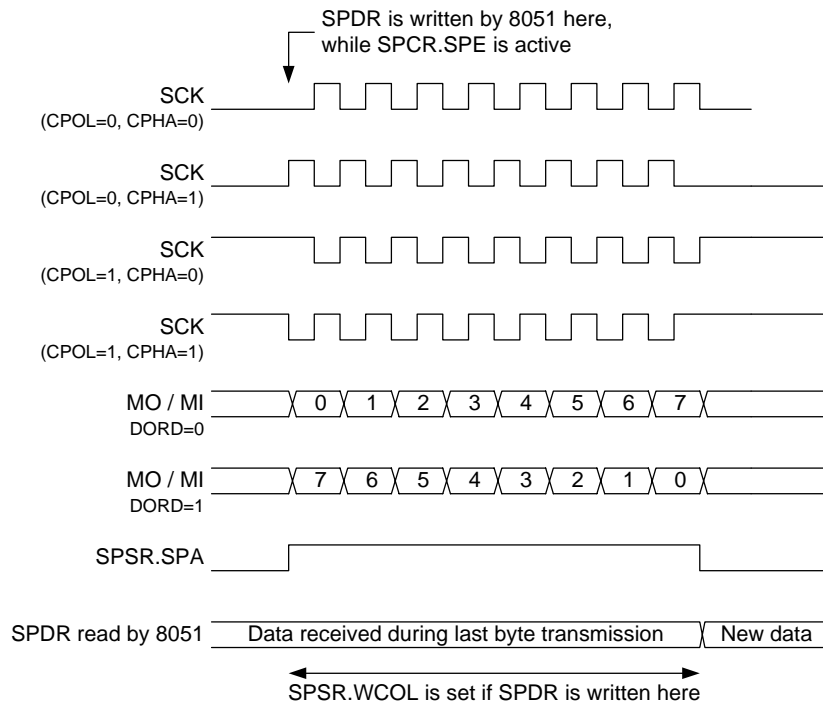 SPDR is written by 8051 here,
while SPCR.SPE is active
SCK
(CPOL=0, CPHA=0)
SCK
(CPOL=0, CPHA=1)
SCK
(CPOL=1, CPHA=0)
SCK
(CPOL=1, CPHA=1)
MO / MI 0 1 2 3 4 5 6 7
DORD=0
MO / MI 7 6 5 4 3 2 1 0
DORD=1
SPSR.SPA
SPDR read by 8051 Data received during last byte transmission New data
SPSR.WCOL is set if SPDR is written here